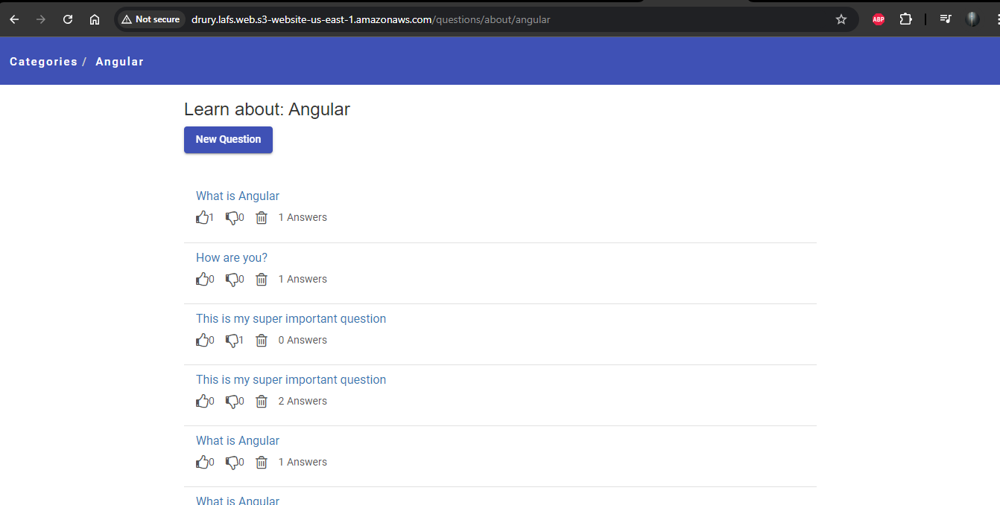 Not secure drury.lafs.web.s3-website-us-east-1.amazonaws.com/questions/about/angular ABP
Categories / Angular
Learn about: Angular
New Question
What is Angular
1 0 1 Answers
How are you?
0 0 1 Answers
This is my super important question
0 1 0 Answers
This is my super important question
0 0 2 Answers
What is Angular
0 0 1 Answers
What is Angular